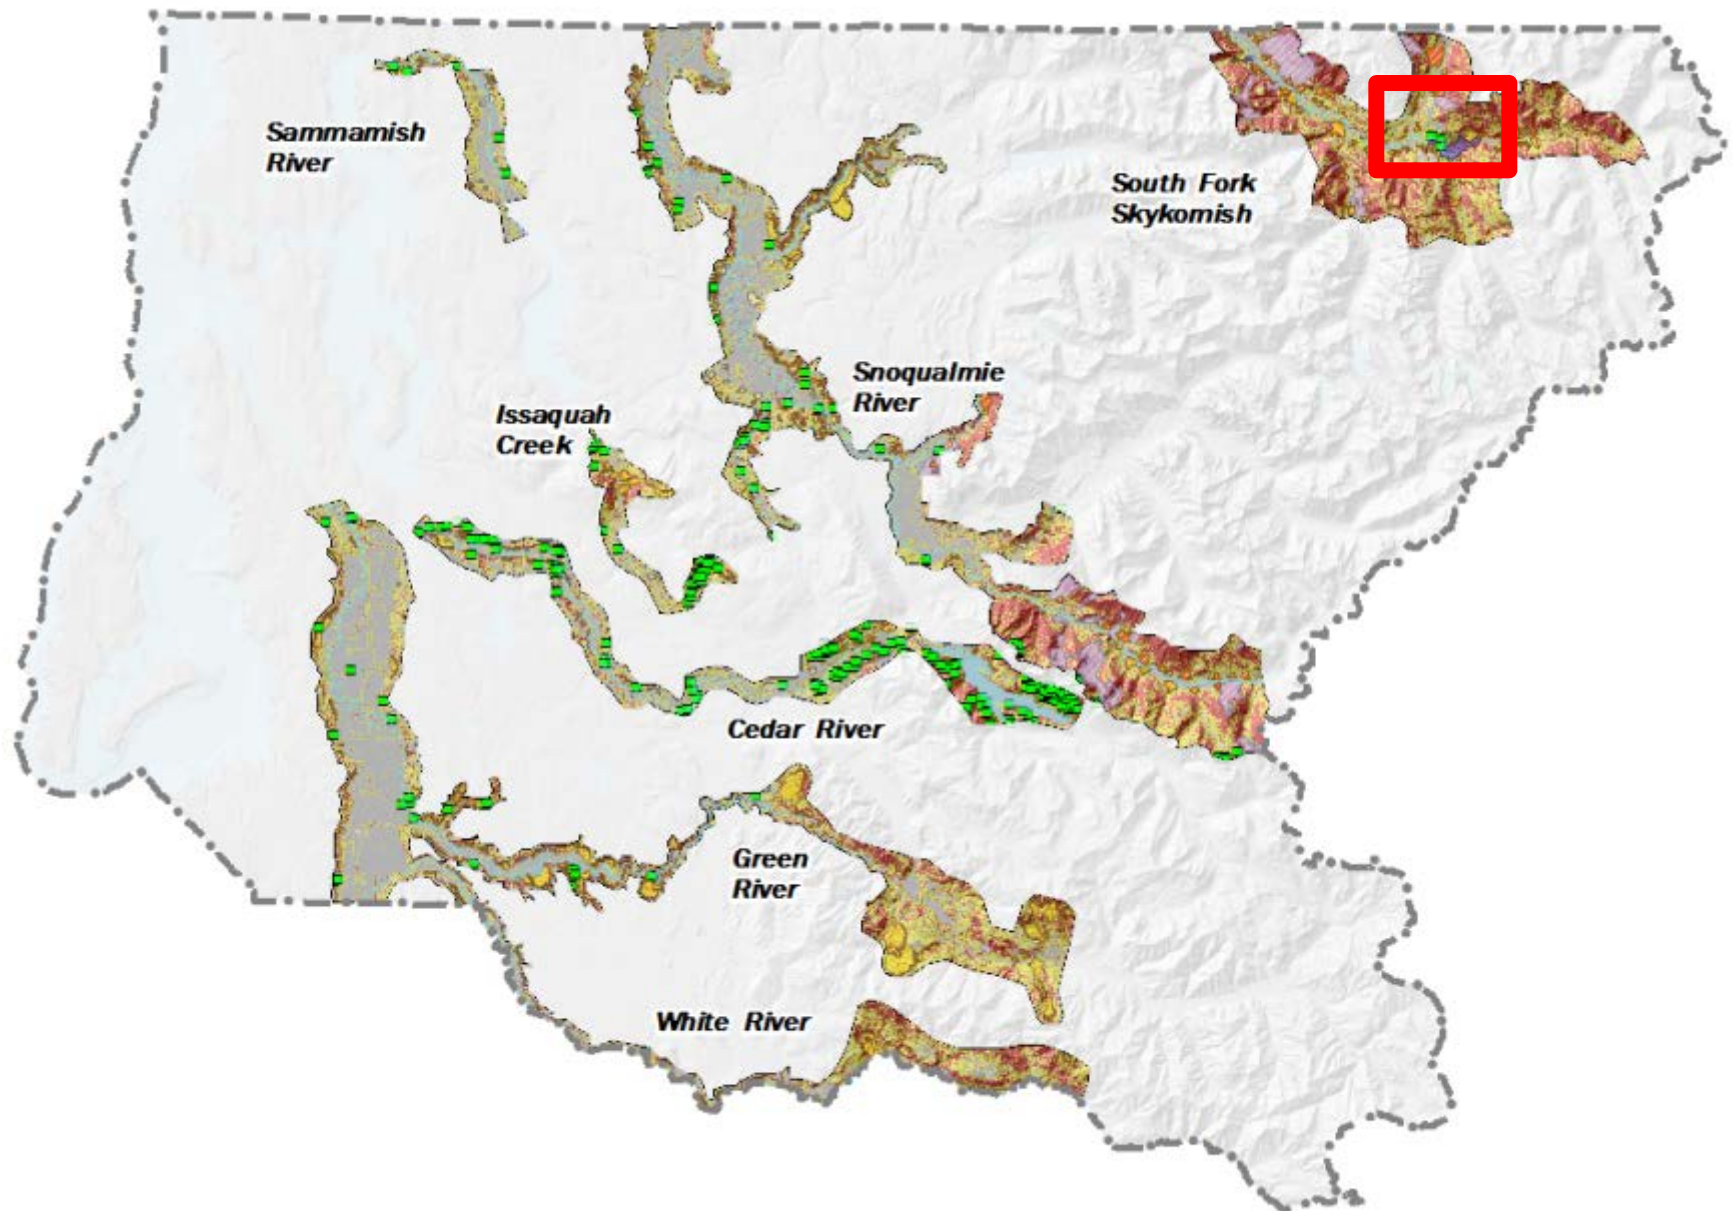 Sammamish
River
South Fork
Skykomish
Snoqualmie
River
Issaquah
Creek
Cedar River
Green
River
White River